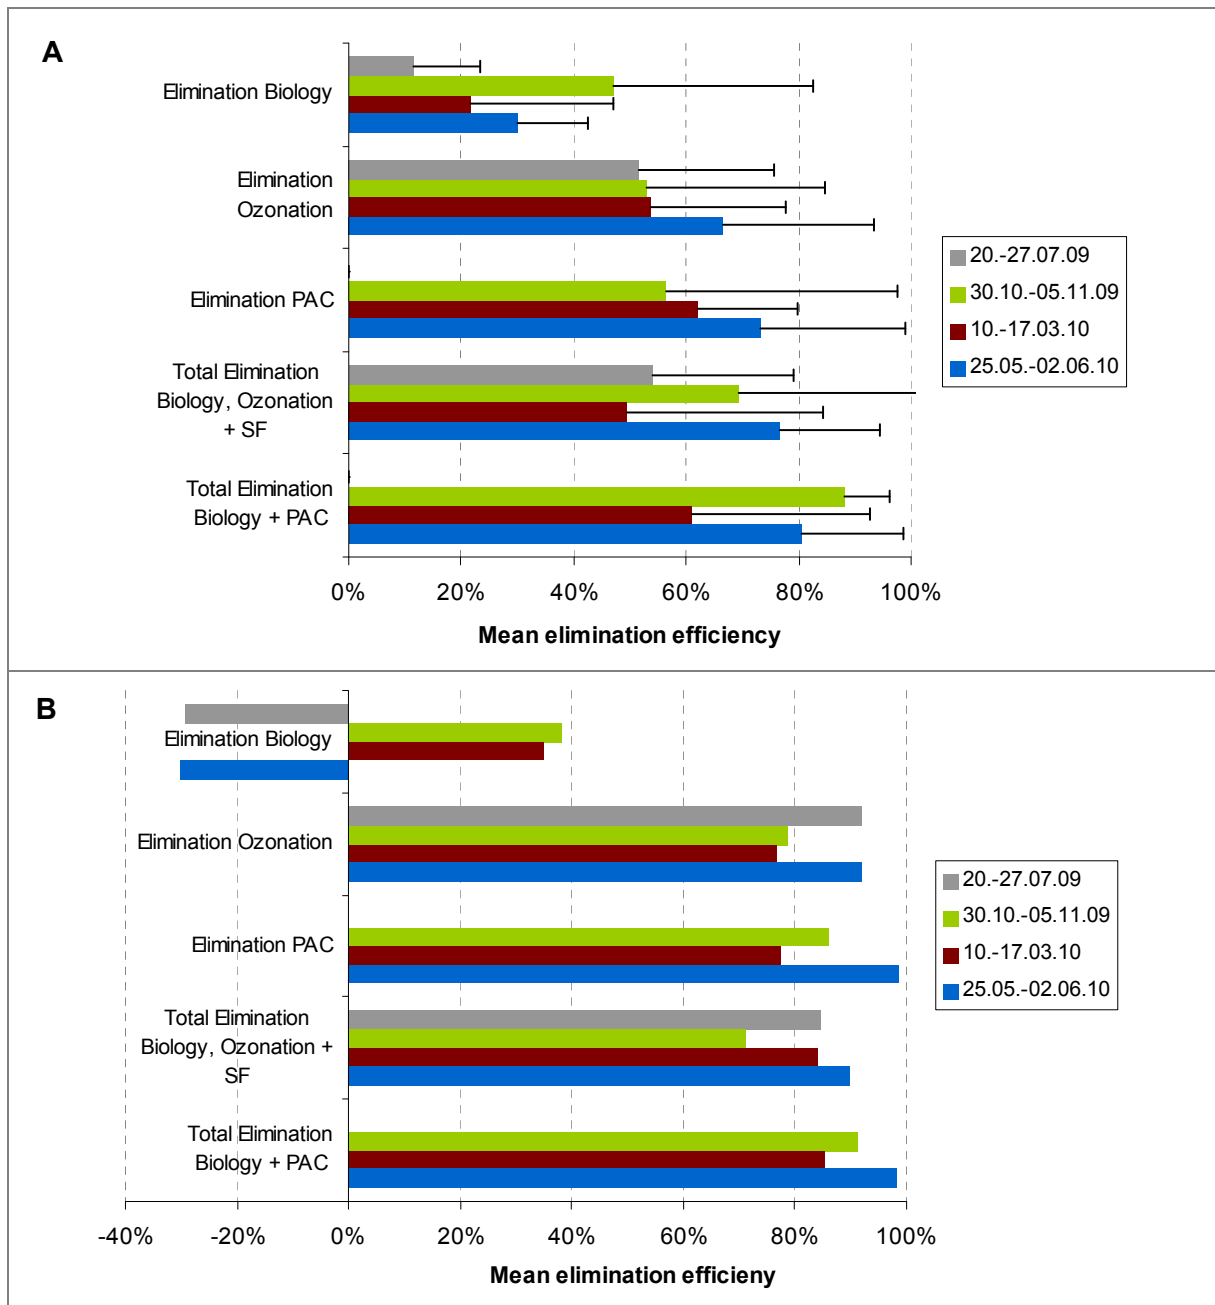 A
Elimination Biology
Elimination
Ozonation
Elimination PAC
Total Elimination
Biology, Ozonation
+ SF
Total Elimination
Biology + PAC
0% 20% 40% 60% 80% 100%
Mean elimination efficiency
20.-27.07.09
30.10.-05.11.09
10.-17.03.10
25.05.-02.06.10
B
Elimination Biology
Elimination Ozonation
Elimination PAC
Total Elimination
Biology, Ozonation +
SF
Total Elimination
Biology + PAC
-40% -20% 0% 20% 40% 60% 80% 100%
Mean elimination efficieny
20.-27.07.09
30.10.-05.11.09
10.-17.03.10
25.05.-02.06.10